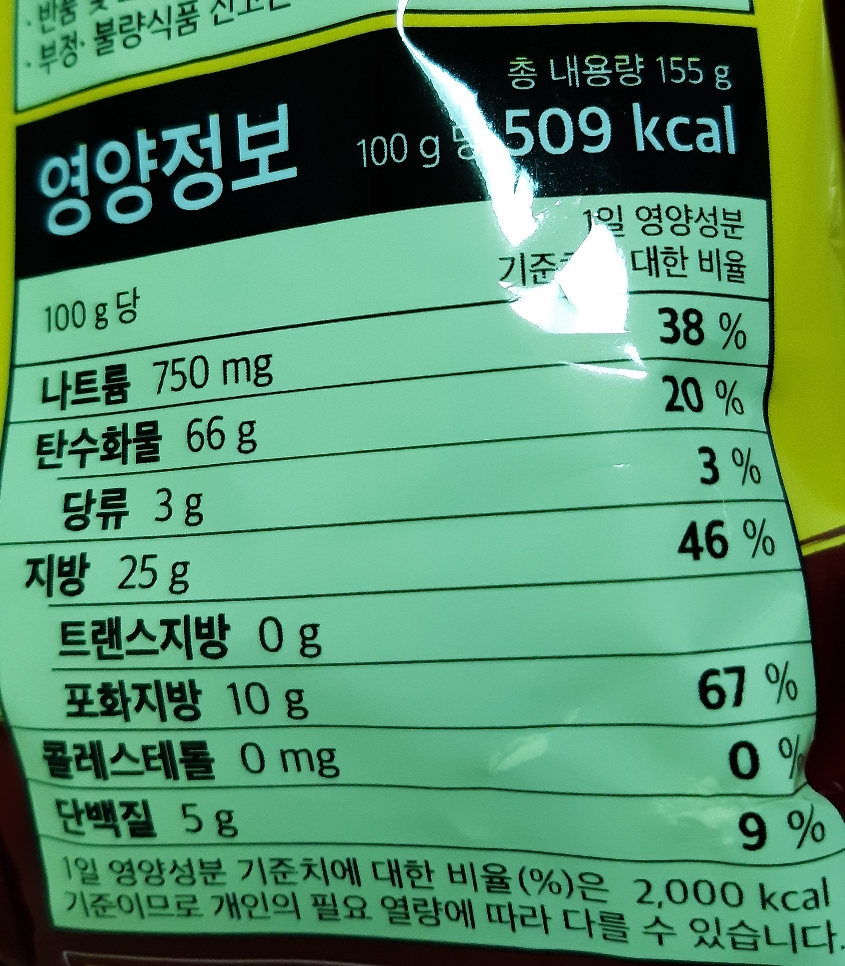 · 반품 및
· 부정· 불량식품 신고는
총 내용량 155 g
영양정보
100 g 당 509 kcal
1일 영양성분
100 g 당 기준치에 대한 비율
나트륨 750 mg 38 %
탄수화물 66 g 20 %
당류 3 g 3 %
지방 25 g 46 %
트랜스지방 0 g
포화지방 10 g 67 %
콜레스테롤 0 mg 0 %
단백질 5 g 9 %
1일 영양성분 기준치에 대한 비율(%)은 2,000 kcal
기준이므로 개인의 필요 열량에 따라 다를 수 있습니다.